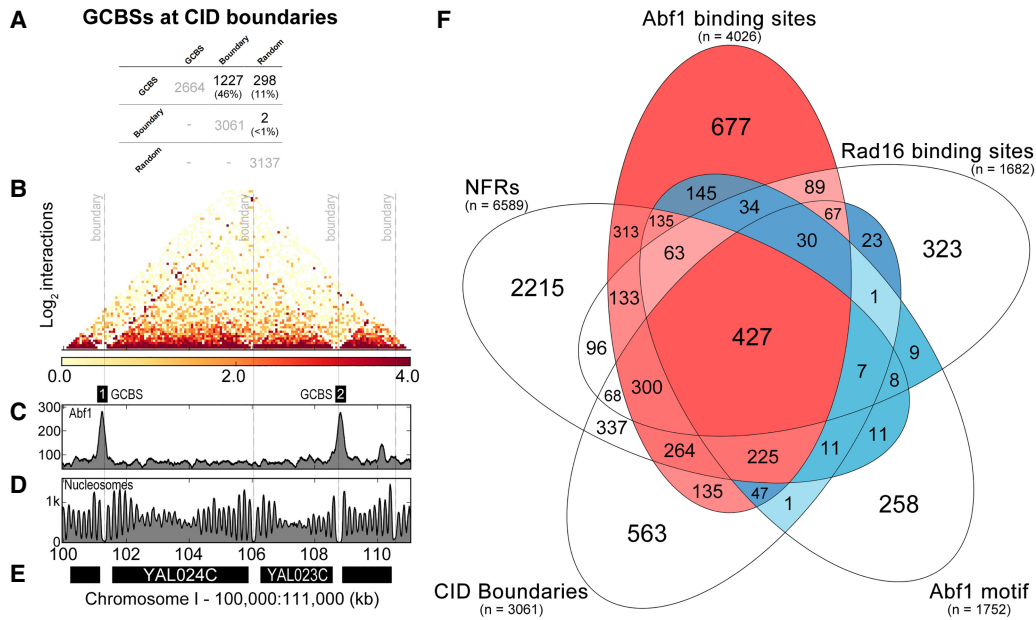 A
GCBSs at CID boundaries
GCBS
Boundary
Random
GCBS
2664
1227
(46%)
298
(11%)
Boundary
-
3061
2
(<1%)
Random
-
-
3137
B
boundary
boundary
boundary
boundary
Log2 interactions
0.0
2.0
4.0
1 GCBS
GCBS 2
C
Abf1
300
200
100
D
Nucleosomes
1k
0
100
102
104
106
108
110
E
YAL024C
YAL023C
Chromosome I - 100,000:111,000 (kb)
F
Abf1 binding sites
(n = 4026)
Rad16 binding sites
(n = 1682)
NFRs
(n = 6589)
677
145
34
89
67
313
135
63
30
23
323
2215
133
1
427
96
9
7
8
68
300
337
264
225
11
11
135
47
1
258
563
CID Boundaries
(n = 3061)
Abf1 motif
(n = 1752)